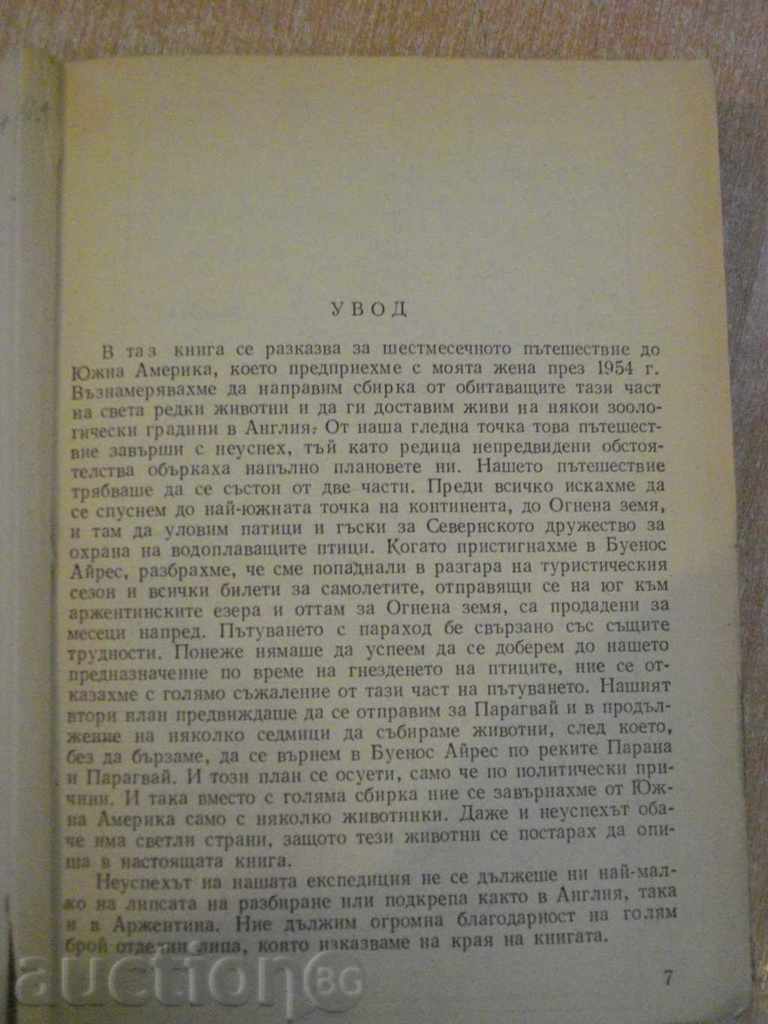 УВОД
В таз книга се разказва за шестмесечното пътешествие до
Южна Америка, което предприехме с моята жена през 1954 г.
Възнамерявахме да направим сбирка от обитаващите тази част
на света редки животни и да ги доставим живи на някои зооло-
гически градини в Англия. От наша гледна точка това пътешест-
вие завърши с неуспех, тъй като редица непредвидени обстоя-
телства объркаха напълно плановете ни. Нашето пътешествие
трябваше да се състои от две части. Преди всичко искахме да
се спуснем до най-южната точка на континента, до Огнена земя,
и там да уловим патици и гъски за Севернското дружество за
охрана на водоплаващите птици. Когато пристигнахме в Буенос
Айрес, разбрахме, че сме попаднали в разгара на туристическия
сезон и всички билети за самолетите, отправящи се на юг към
аржентинските езера и оттам за Огнена земя, са продадени за
месеци напред. Пътуването с параход бе свързано със същите
трудности. Понеже нямаше да успеем да се доберем до нашето
предназначение по време на гнезденето на птиците, ние се от-
казахме с голямо съжаление от тази част на пътуването. Нашият
втори план предвиждаше да се отправим за Парагвай и в продъл-
жение на няколко седмици да събираме животни, след което,
без да бързаме, да се върнем в Буенос Айрес по реките Парана
и Парагвай. И този план се осуети, само че по политически при-
чини. И така вместо с голяма сбирка ние се завърнахме от Юж-
на Америка само с няколко животинки. Даже и неуспехът оба-
че има светли страни, защото тези животни се постарах да опи-
ша в настоящата книга.
Неуспехът на нашата експедиция не се дължеше ни най-мал-
ко на липсата на разбиране или подкрепа както в Англия, така
и в Аржентина. Ние дължим огромна благодарност на голям
брой отделни лица, която изказваме на края на книгата.
7
auctionBG